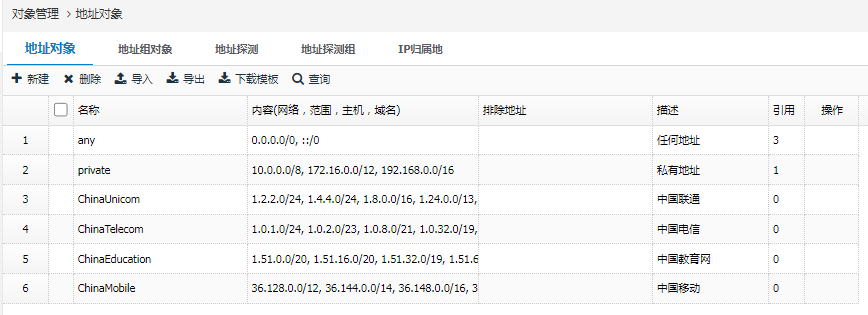 对象管理 > 地址对象
地址对象 地址组对象 地址探测 地址探测组 IP归属地
新建 删除 导入 导出 下载模板 查询
名称 内容(网络，范围，主机，域名) 排除地址 描述 引用 操作
1 any 0.0.0.0/0, ::/0 任何地址 3
2 private 10.0.0.0/8, 172.16.0.0/12, 192.168.0.0/16 私有地址 1
3 ChinaUnicom 1.2.2.0/24, 1.4.4.0/24, 1.8.0.0/16, 1.24.0.0/13, 中国联通 0
4 ChinaTelecom 1.0.1.0/24, 1.0.2.0/23, 1.0.8.0/21, 1.0.32.0/19, 中国电信 0
5 ChinaEducation 1.51.0.0/20, 1.51.16.0/20, 1.51.32.0/19, 1.51.6 中国教育网 0
6 ChinaMobile 36.128.0.0/12, 36.144.0.0/14, 36.148.0.0/16, 3 中国移动 0